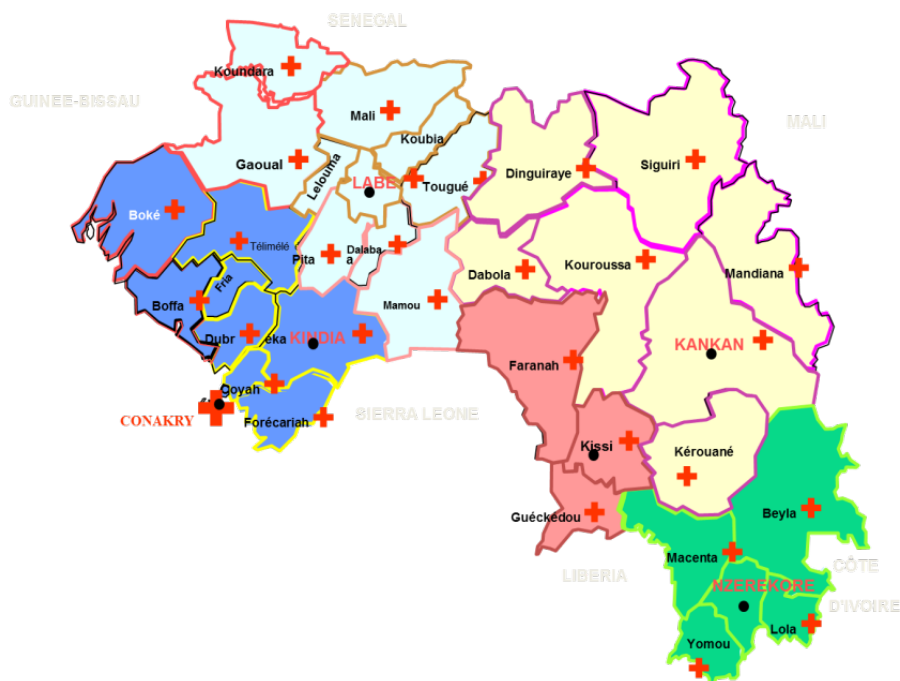 SENEGAL
Koundara
GUINEE-BISSAU
Mali
MALI
Koubia
Gaoual
Lelouma
Siguiri
LABE
Tougué
Dinguiraye
Boké
Télimélé
Dalaba
Pita
a
Kouroussa
Dabola
Mandiana
Fria
Boffa
Mamou
Dubr
éka
KINDIA
KANKAN
Faranah
goyah
CONAKRY
Forécariah
SIERRA LEONE
Kissi
Kérouané
Guéckédou
Beyla
Macenta
LIBERIA
CÔTE
NZEREKORE
D'IVOIRE
Lola
Yomou